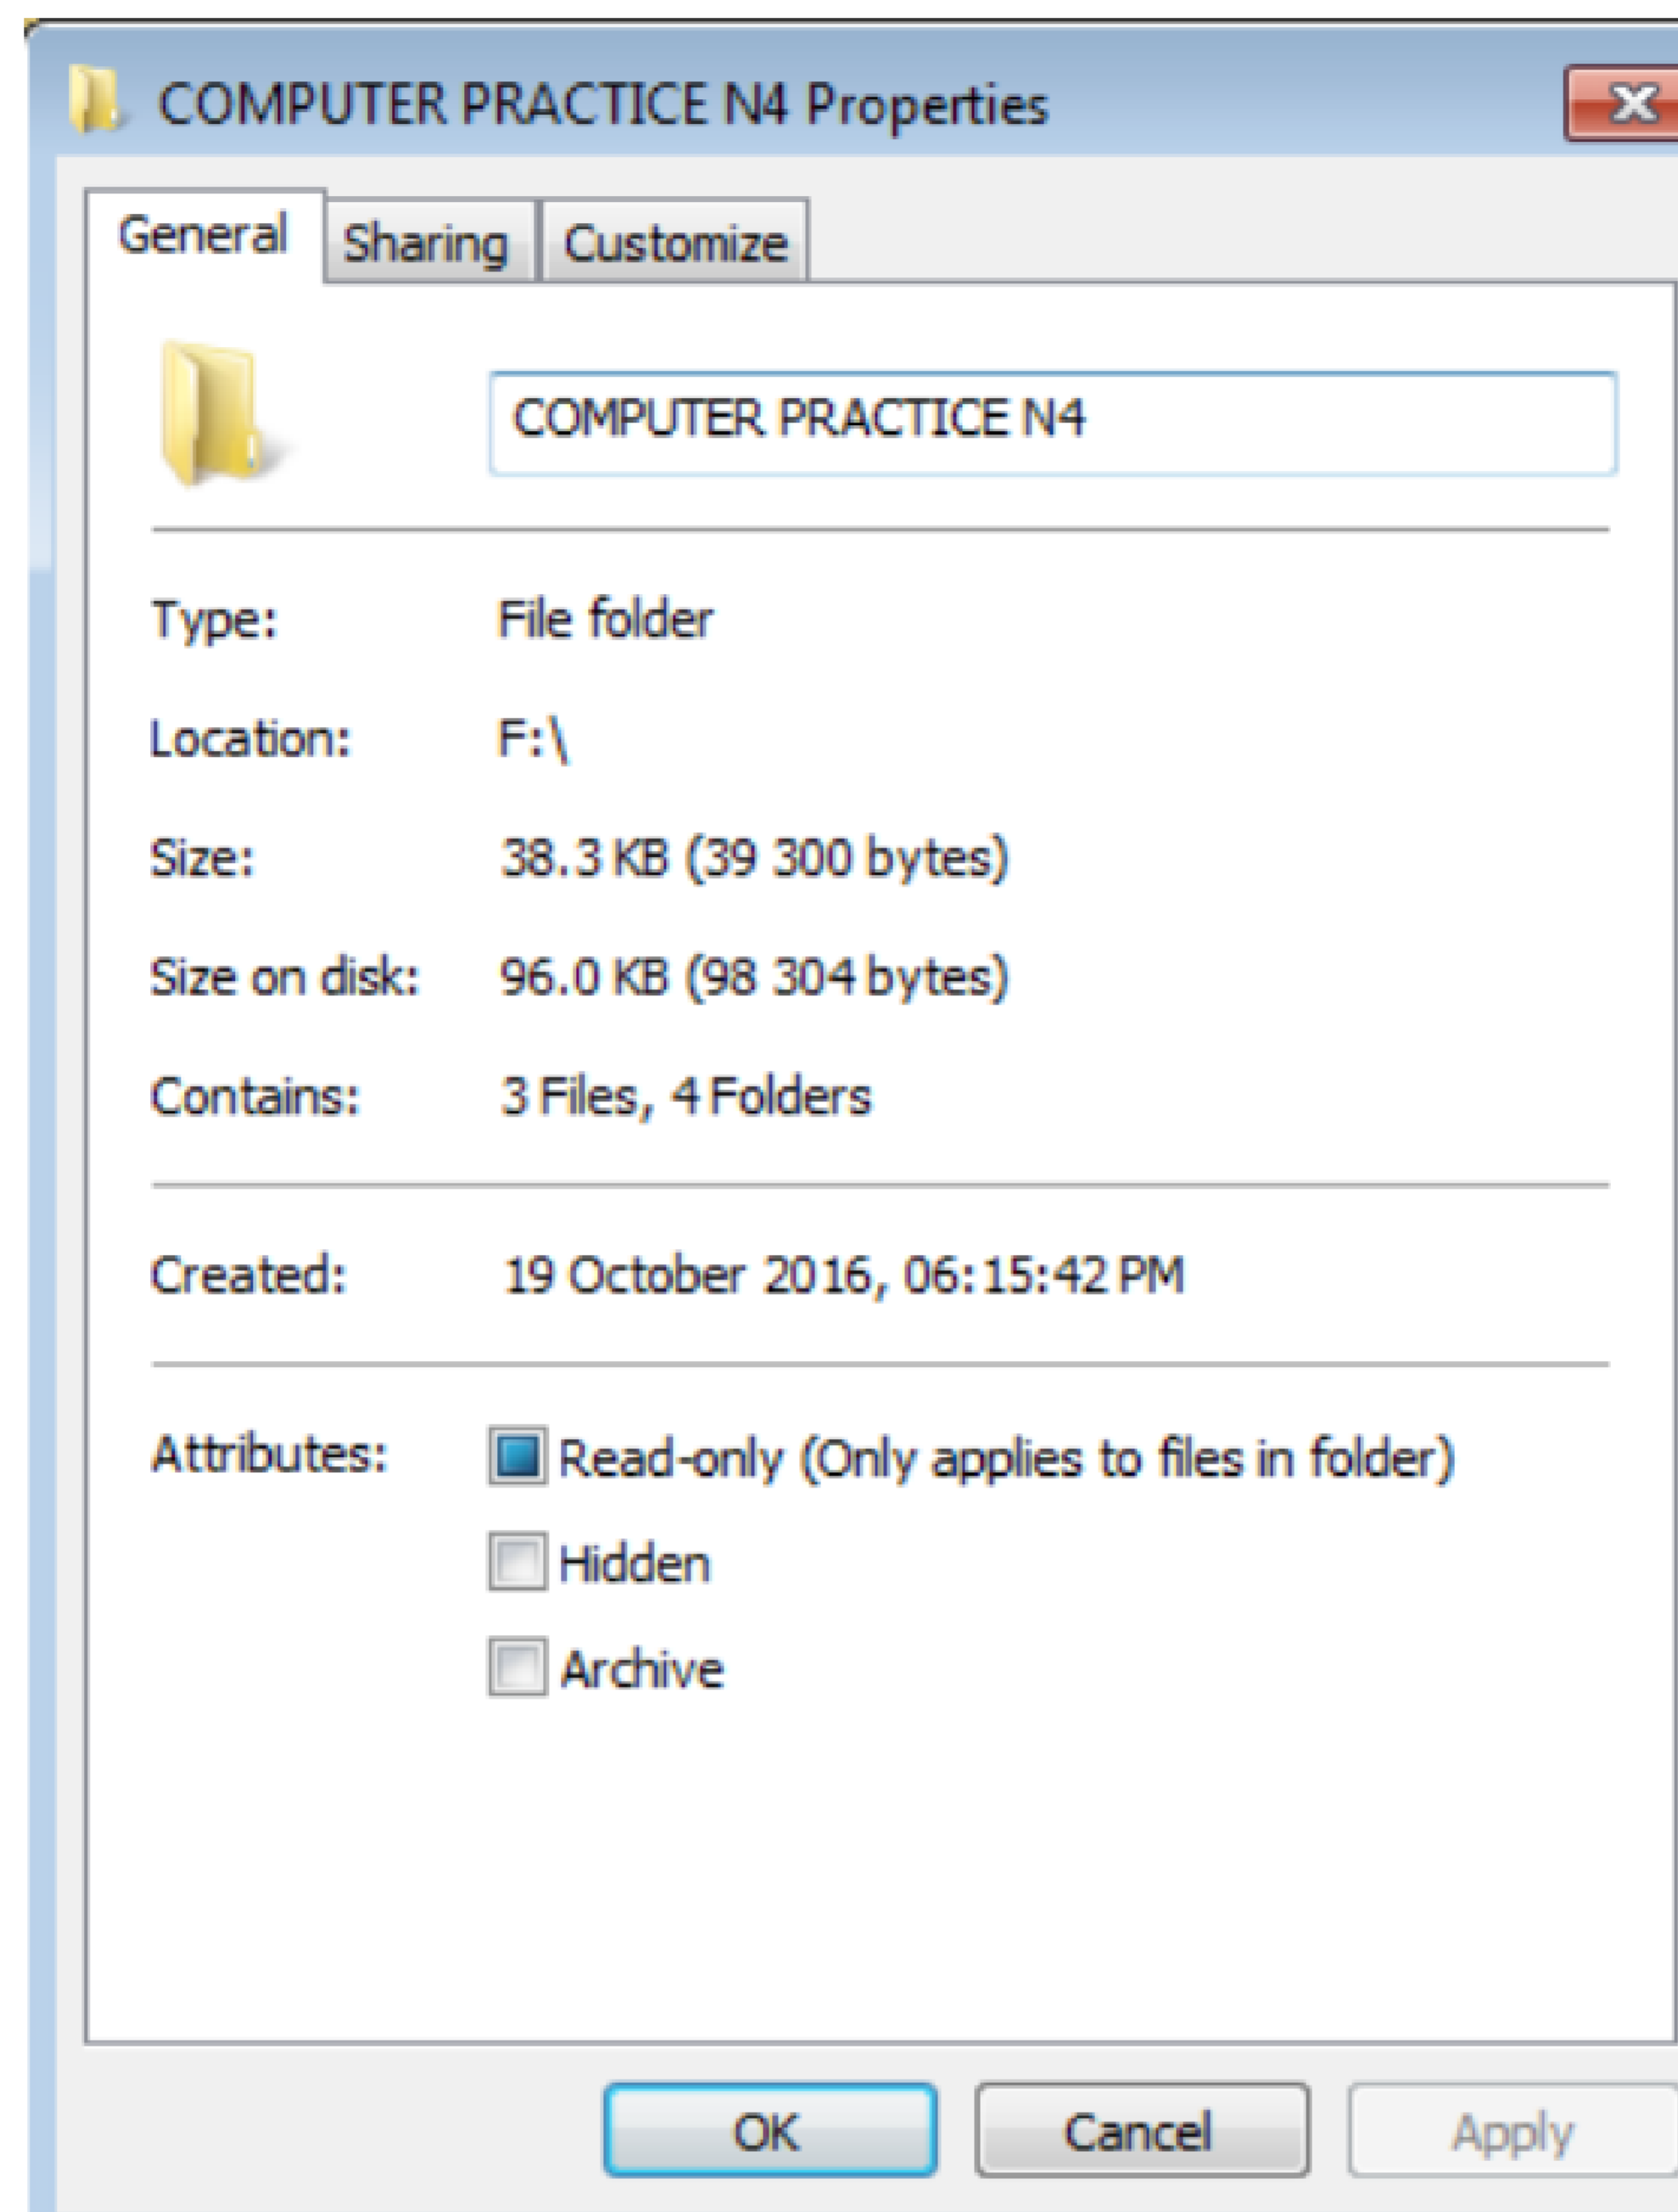 COMPUTER PRACTICE N4 Properties
General Sharing Customize
COMPUTER PRACTICE N4
Type: File folder
Location: F:\
Size: 38.3 KB (39 300 bytes)
Size on disk: 96.0 KB (98 304 bytes)
Contains: 3 Files, 4 Folders
Created: 19 October 2016, 06:15:42 PM
Attributes: Read-only (Only applies to files in folder)
Hidden
Archive
OK Cancel Apply